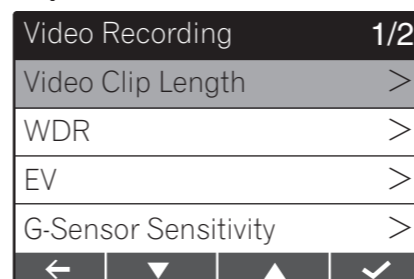 Video Recording 1/2
Video Clip Length >
WDR >
EV >
G-Sensor Sensitivity >